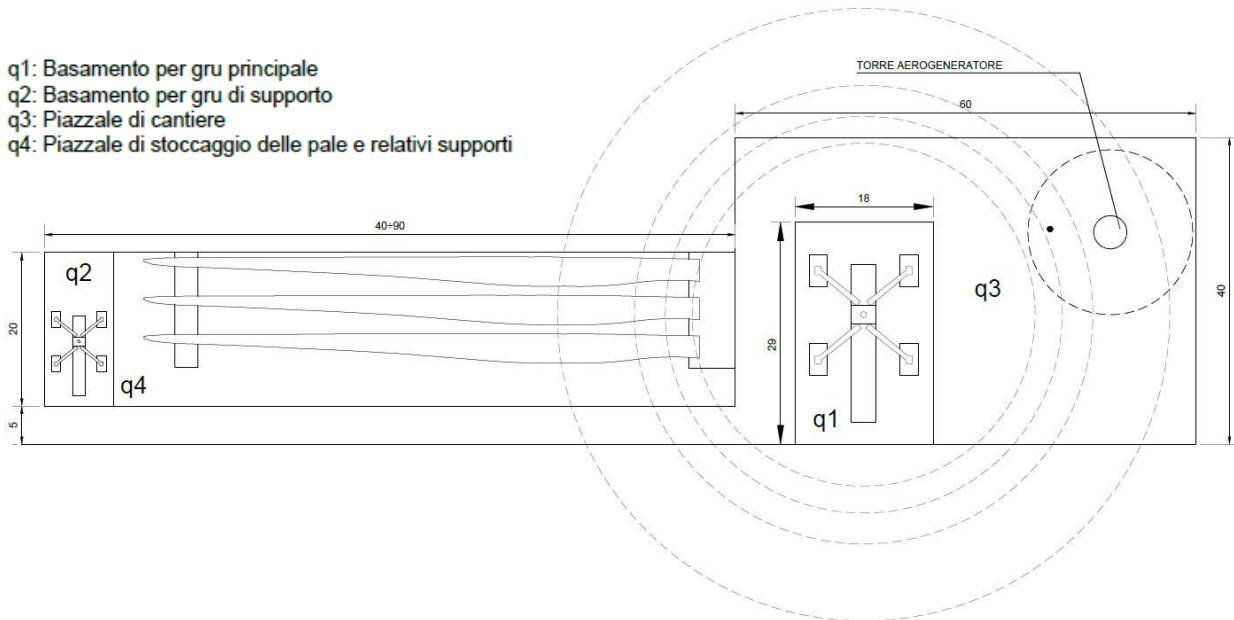 q1: Basamento per gru principale
q2: Basamento per gru di supporto
q3: Piazzale di cantiere
q4: Piazzale di stoccaggio delle pale e relativi supporti
TORRE AEROGENERATORE
60
18
40÷90
q2
q3
40
20
29
q4
q1
5